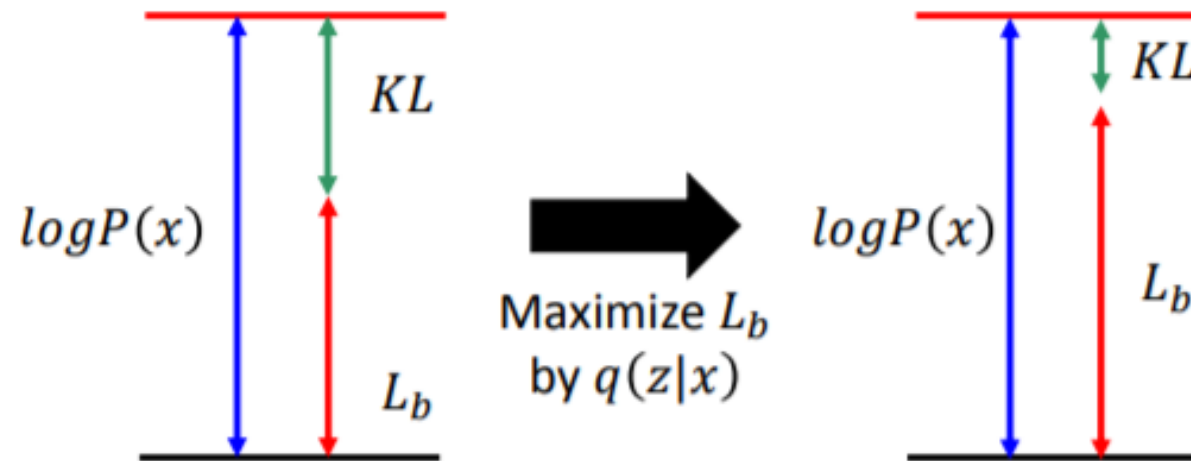 KL
logP(x)
L_b
Maximize L_b
by q(z|x)
KL
logP(x)
L_b